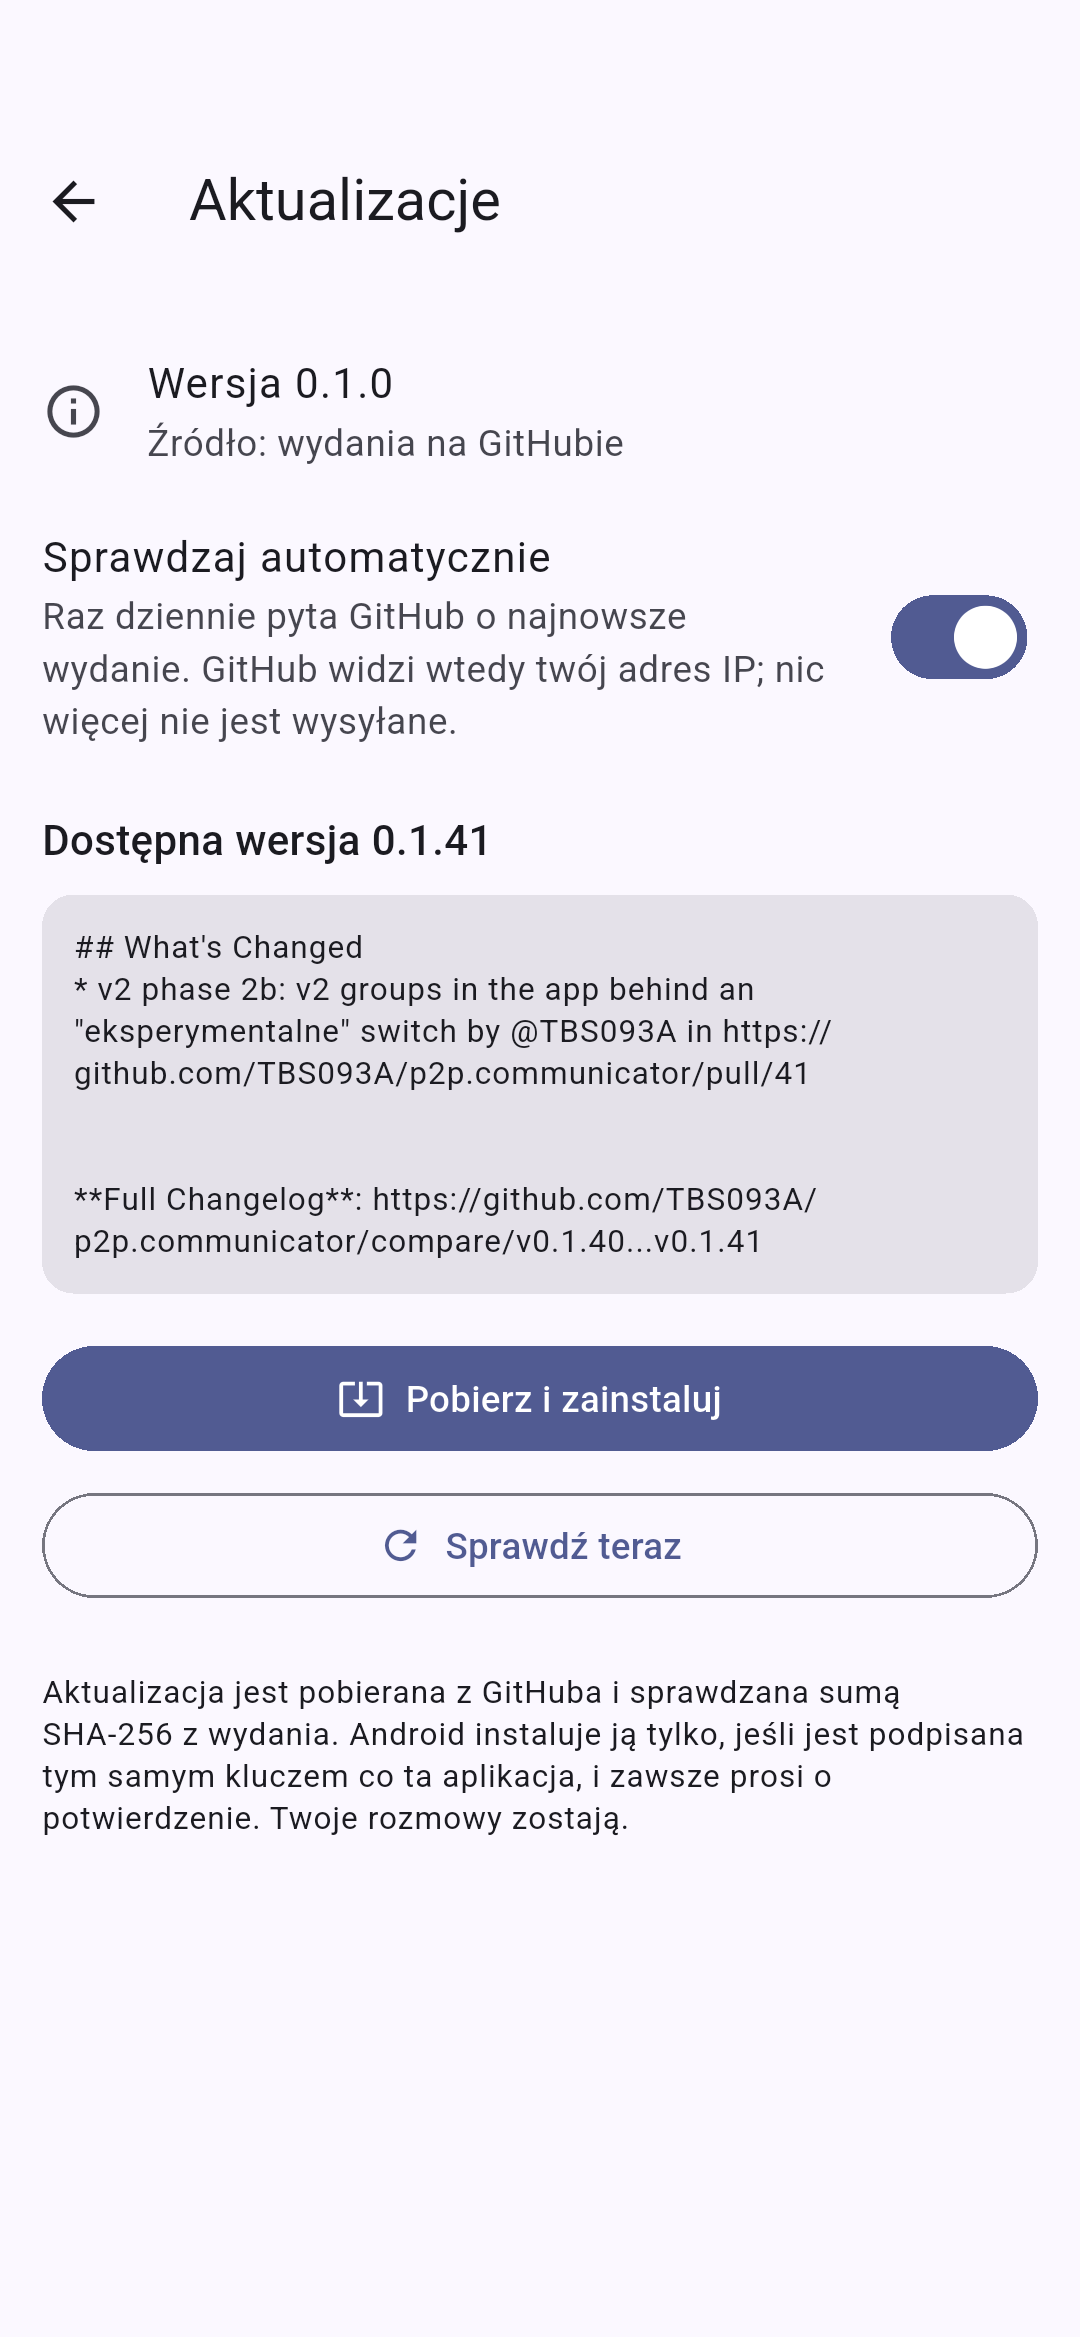 Aktualizacje
Wersja 0.1.0
Źródło: wydania na GitHubie
Sprawdzaj automatycznie
Raz dziennie pyta GitHub o najnowsze
wydanie. GitHub widzi wtedy twój adres IP; nic
więcej nie jest wysyłane.
Dostępna wersja 0.1.41
## What's Changed
* v2 phase 2b: v2 groups in the app behind an
"eksperymentalne" switch by @TBS093A in https://
github.com/TBS093A/p2p.communicator/pull/41
**Full Changelog**: https://github.com/TBS093A/
p2p.communicator/compare/v0.1.40...v0.1.41
Pobierz i zainstaluj
Sprawdź teraz
Aktualizacja jest pobierana z GitHuba i sprawdzana sumą
SHA-256 z wydania. Android instaluje ją tylko, jeśli jest podpisana
tym samym kluczem co ta aplikacja, i zawsze prosi o
potwierdzenie. Twoje rozmowy zostają.